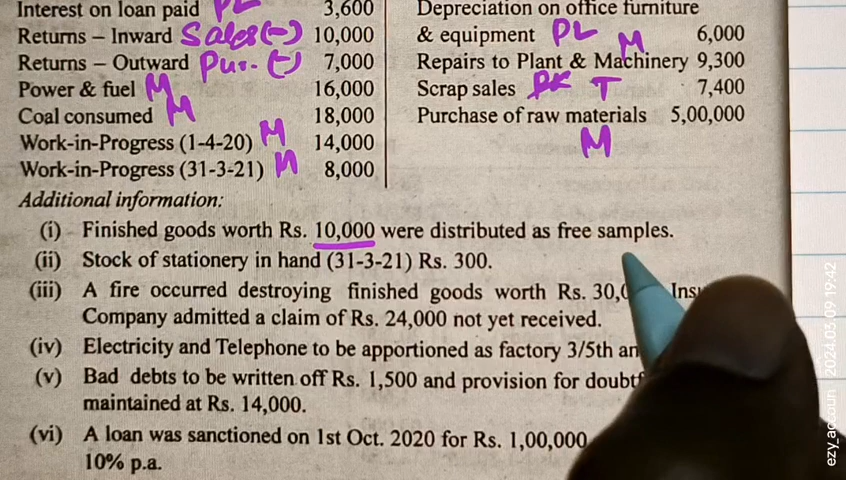 Interest on loan paid PL 3,600
Returns – Inward Sales(-) 10,000
Returns – Outward Pur. (-) 7,000
Power & fuel M 16,000
Coal consumed M 18,000
Work-in-Progress (1-4-20) M 14,000
Work-in-Progress (31-3-21) M 8,000
Depreciation on office furniture
& equipment PL 6,000
Repairs to Plant & Machinery M 9,300
Scrap sales T 7,400
Purchase of raw materials 5,00,000
M
Additional information:
(i) Finished goods worth Rs. 10,000 were distributed as free samples.
(ii) Stock of stationery in hand (31-3-21) Rs. 300.
(iii) A fire occurred destroying finished goods worth Rs. 30,0
Company admitted a claim of Rs. 24,000 not yet received.
(iv) Electricity and Telephone to be apportioned as factory 3/5th
(v) Bad debts to be written off Rs. 1,500 and provision for
maintained at Rs. 14,000.
(vi) A loan was sanctioned on 1st Oct. 2020 for Rs. 1,00,000
10% p.a.
ezy_accoun 2024.03.09 19:42